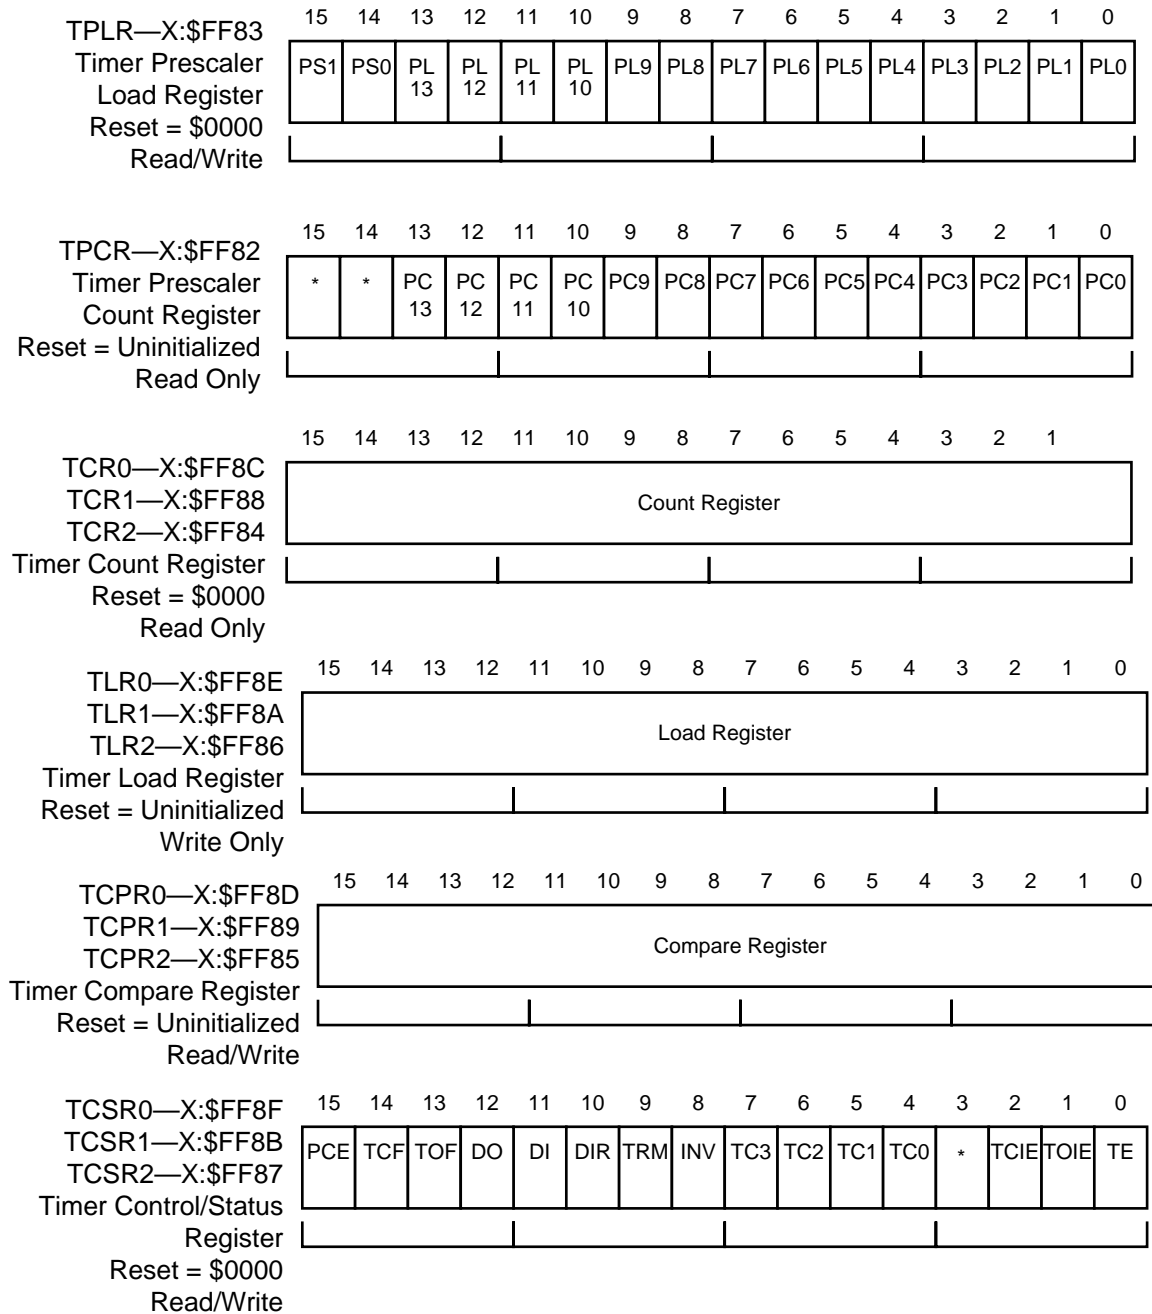 15 14 13 12 11 10 9 8 7 6 5 4 3 2 1 0
TPLR—X:$FF83
Timer Prescaler
Load Register
Reset = $0000
Read/Write
PS1 PS0 PL PL PL PL PL9 PL8 PL7 PL6 PL5 PL4 PL3 PL2 PL1 PL0
13 12 11 10
15 14 13 12 11 10 9 8 7 6 5 4 3 2 1 0
TPCR—X:$FF82
Timer Prescaler
Count Register
Reset = Uninitialized
Read Only
* * PC PC PC PC PC9 PC8 PC7 PC6 PC5 PC4 PC3 PC2 PC1 PC0
13 12 11 10
15 14 13 12 11 10 9 8 7 6 5 4 3 2 1
TCR0—X:$FF8C
TCR1—X:$FF88
TCR2—X:$FF84
Timer Count Register
Reset = $0000
Read Only
Count Register
15 14 13 12 11 10 9 8 7 6 5 4 3 2 1 0
TLR0—X:$FF8E
TLR1—X:$FF8A
TLR2—X:$FF86
Timer Load Register
Reset = Uninitialized
Write Only
Load Register
15 14 13 12 11 10 9 8 7 6 5 4 3 2 1 0
TCPR0—X:$FF8D
TCPR1—X:$FF89
TCPR2—X:$FF85
Timer Compare Register
Reset = Uninitialized
Read/Write
Compare Register
15 14 13 12 11 10 9 8 7 6 5 4 3 2 1 0
TCSR0—X:$FF8F
TCSR1—X:$FF8B
TCSR2—X:$FF87
Timer Control/Status
Register
Reset = $0000
Read/Write
PCE TCF TOF DO DI DIR TRM INV TC3 TC2 TC1 TC0 * TCIE TOIE TE